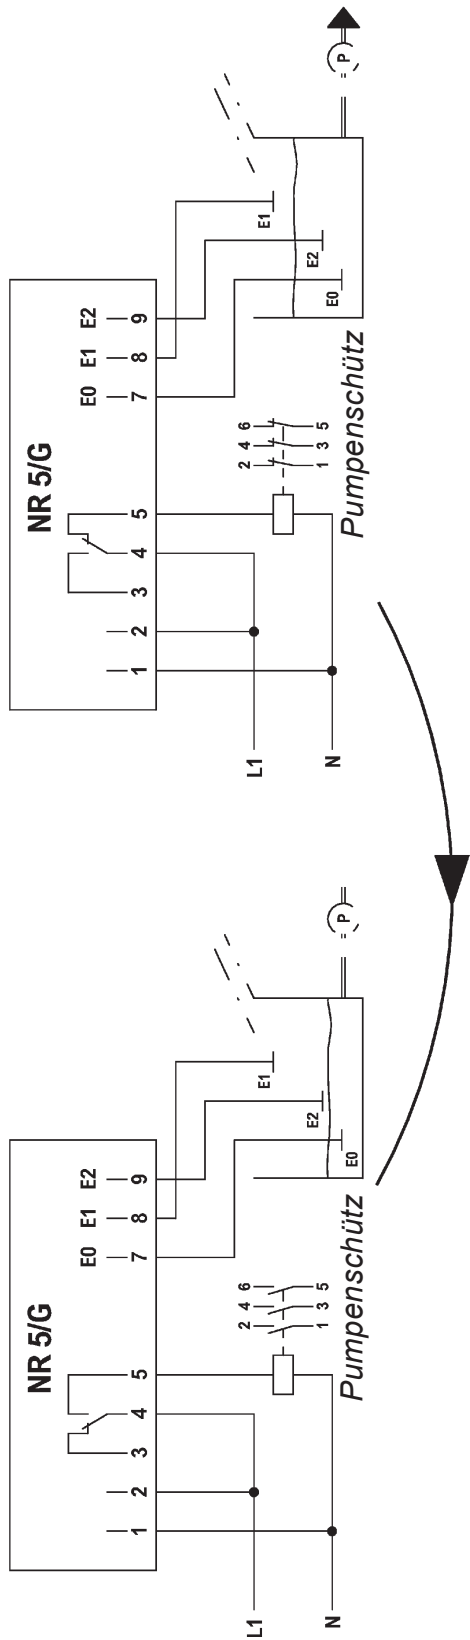 NR 5/G
E0 E1 E2
1 2 3 4 5 7 8 9
L1
N
2 4 6
1 3 5
Pumpenschütz
E1
E2
E0
P
NR 5/G
E0 E1 E2
1 2 3 4 5 7 8 9
L1
N
2 4 6
1 3 5
Pumpenschütz
E1
E2
E0
P